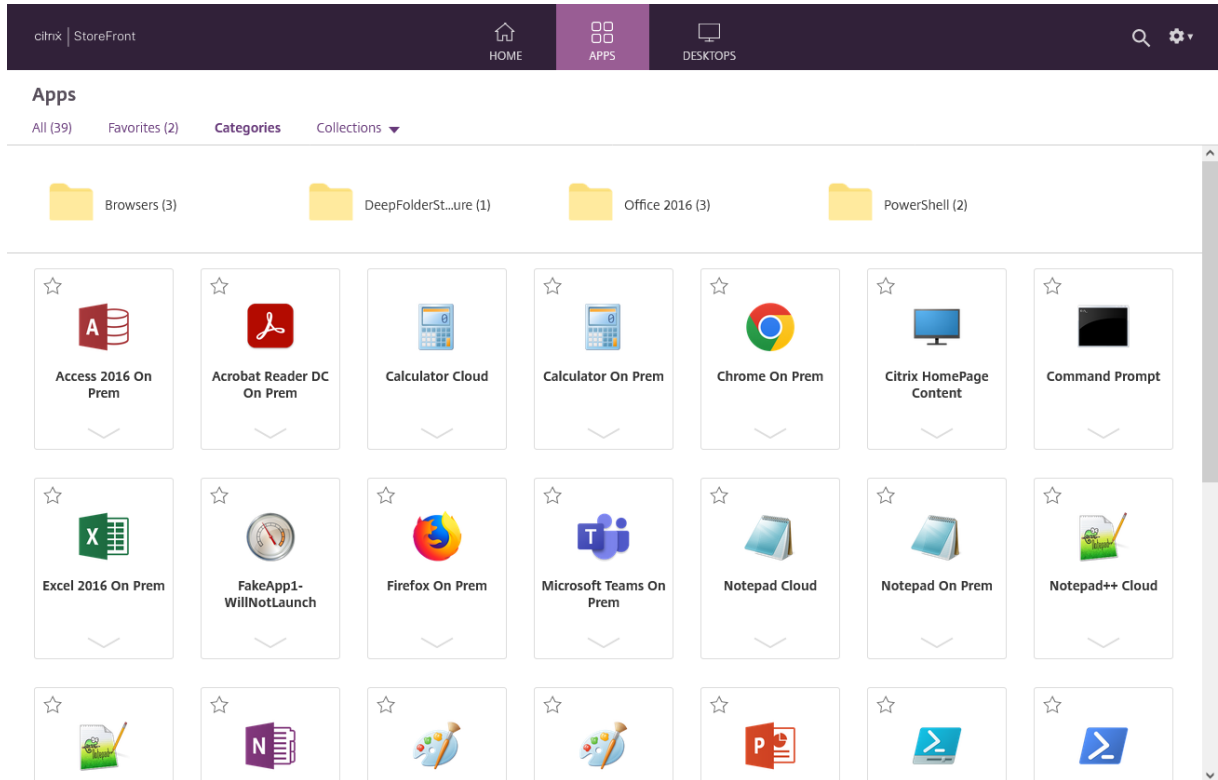 citrix | StoreFront
HOME
APPS
DESKTOPS
Apps
All (39)
Favorites (2)
Categories
Collections
Browsers (3)
DeepFolderSt...ure (1)
Office 2016 (3)
PowerShell (2)
Access 2016 On
Prem
Acrobat Reader DC
On Prem
Calculator Cloud
Calculator On Prem
Chrome On Prem
Citrix HomePage
Content
Command Prompt
Excel 2016 On Prem
FakeApp1-
WillNotLaunch
Firefox On Prem
Microsoft Teams On
Prem
Notepad Cloud
Notepad On Prem
Notepad++ Cloud